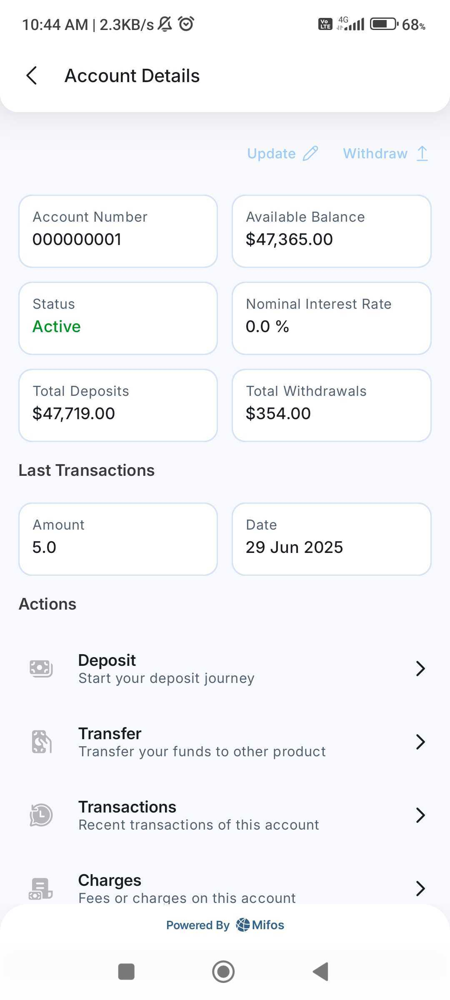 10:44 AM | 2.3KB/s Vo LTE 4G 68%
Account Details
Update Withdraw
Account Number Available Balance
000000001 $47,365.00
Status Nominal Interest Rate
Active 0.0 %
Total Deposits Total Withdrawals
$47,719.00 $354.00
Last Transactions
Amount Date
5.0 29 Jun 2025
Actions
Deposit
Start your deposit journey
Transfer
Transfer your funds to other product
Transactions
Recent transactions of this account
Charges
Fees or charges on this account
Powered By Mifos